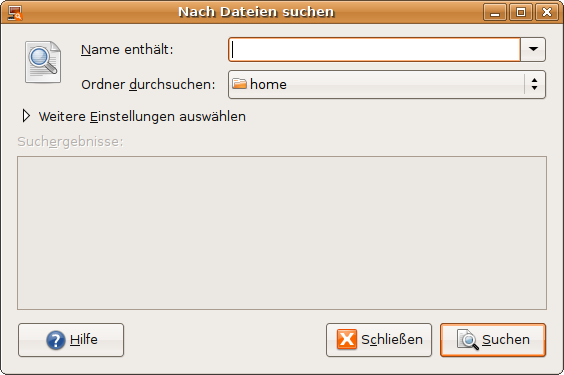 Nach Dateien suchen
Name enthält:
Ordner durchsuchen: home
Weitere Einstellungen auswählen
Suchergebnisse:
Hilfe Schließen Suchen